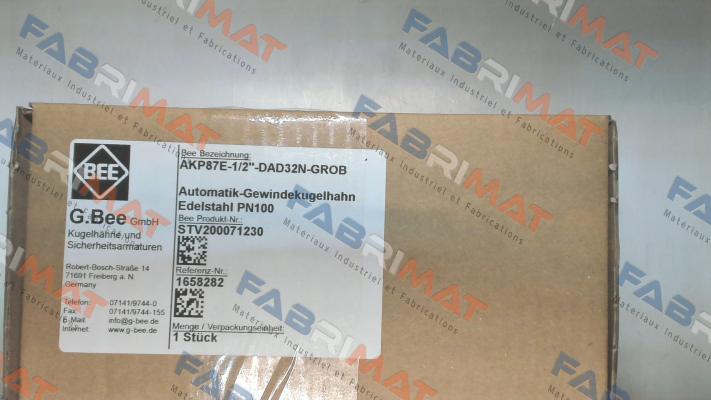 BEE
G.Bee GmbH
Kugelhähne und
Sicherheitsarmaturen
Robert-Bosch-Straße 14
71691 Freiberg a. N.
Germany
Telefon: 07141/9744-0
Fax 07141/9744-155
E-Mail: info@g-bee.de
Internet: www.g-bee.de
Bee Bezeichnung:
AKP87E-1/2"-DAD32N-GROB
Automatik-Gewindekugelhahn
Edelstahl PN100
Bee Produkt-Nr.:
STV200071230
Referenz-Nr.:
1658282
Menge / Verpackungseinheit:
1 Stück
FABRIMAT
Materiaux Industriel et Fabrications